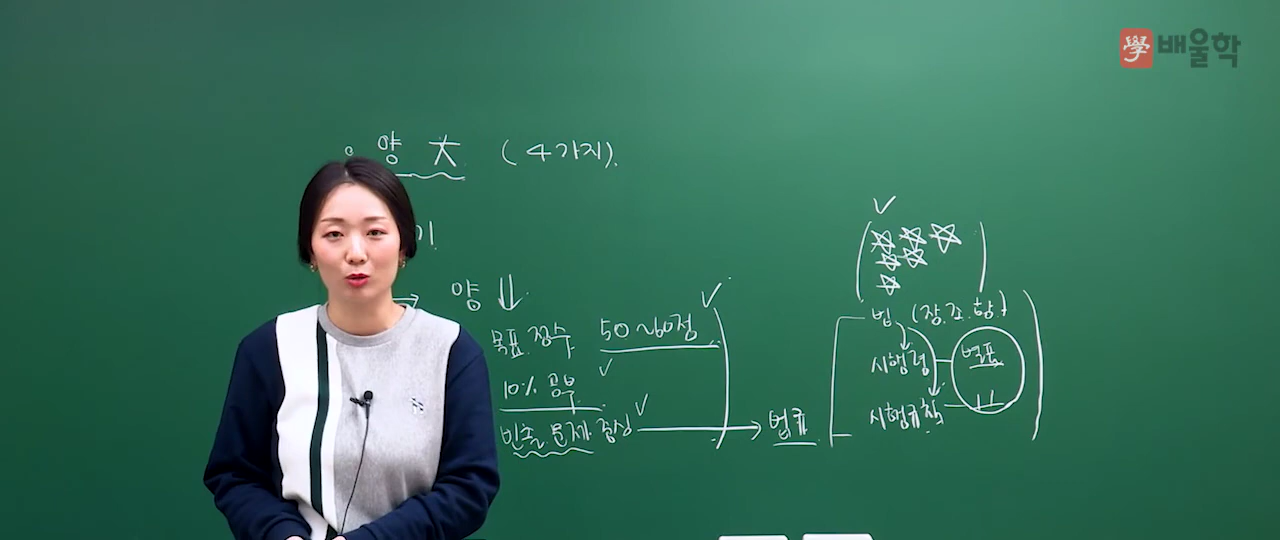 學 배울학
양 大 (4가지).
이
→ 양 ⇓
목표 점수 50~60점
10% 공부
빈출 문제 중심 → 법규
법 (장.조.항)
시행령
별표
시행규칙